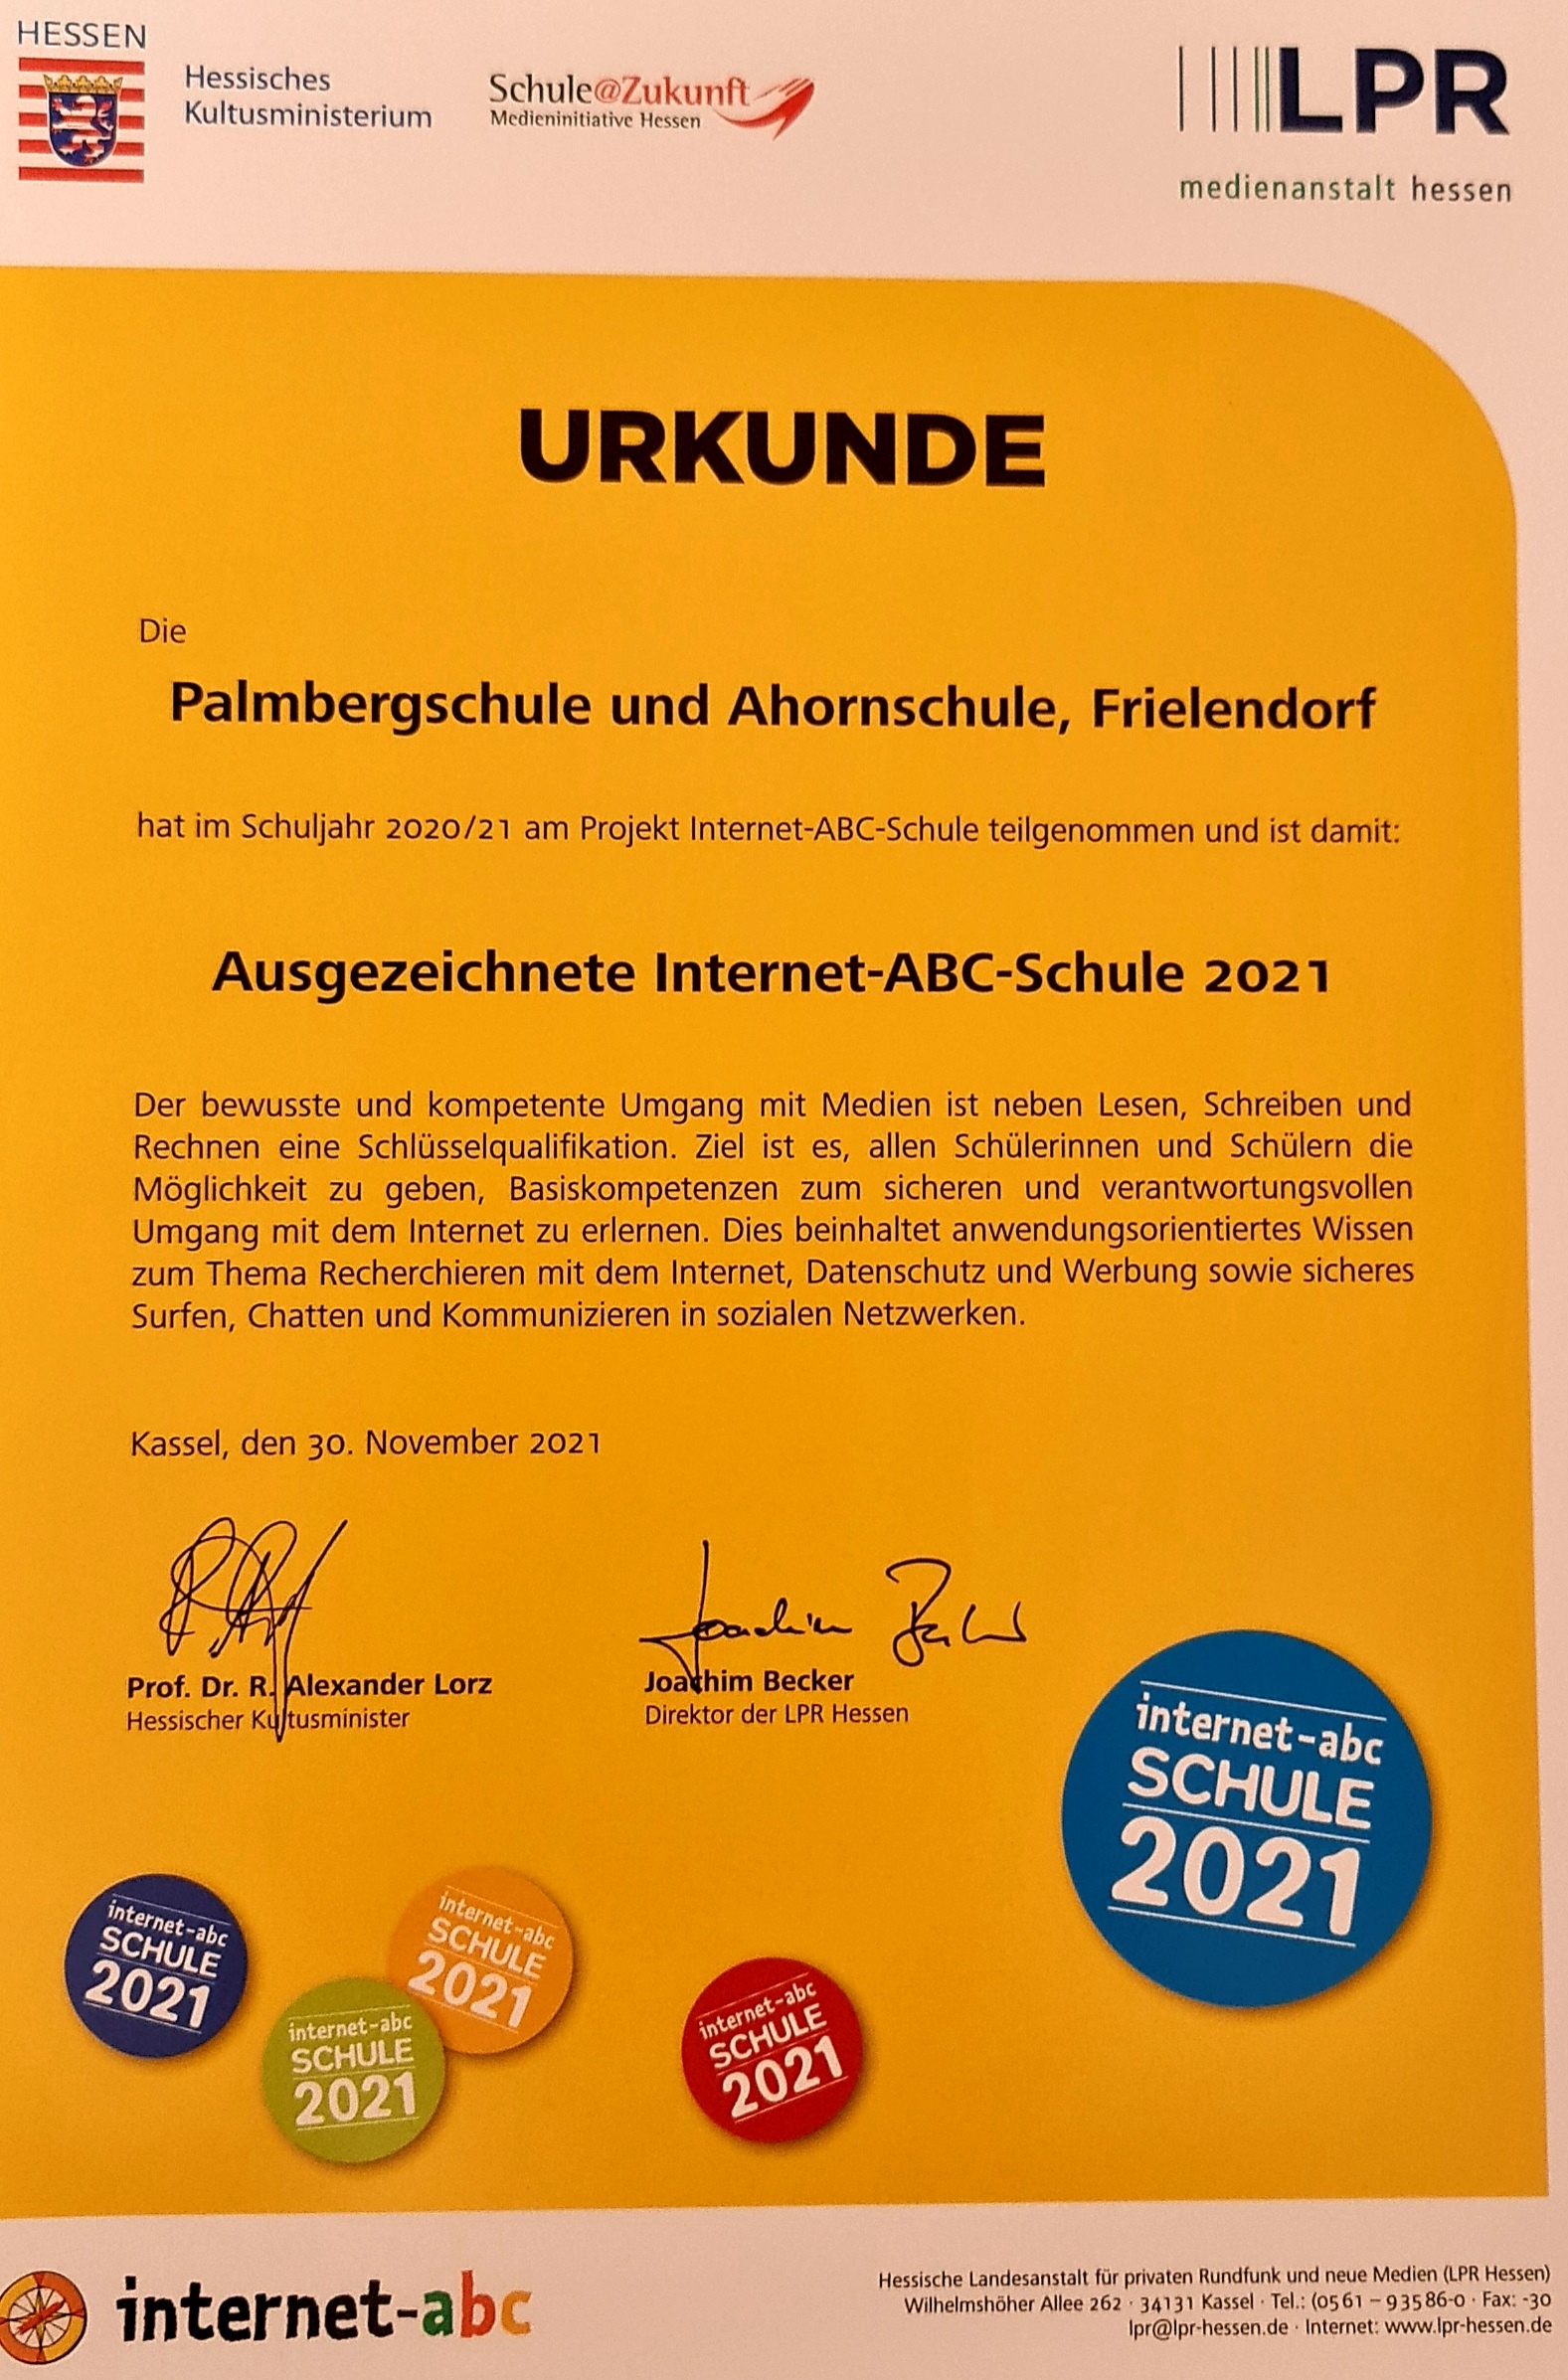 HESSEN
Hessisches
Kultusministerium
Schule@Zukunft
Medieninitiative Hessen
LPR
medienanstalt hessen
URKUNDE
Die
Palmbergschule und Ahornschule, Frielendorf
hat im Schuljahr 2020/21 am Projekt Internet-ABC-Schule teilgenommen und ist damit:
Ausgezeichnete Internet-ABC-Schule 2021
Der bewusste und kompetente Umgang mit Medien ist neben Lesen, Schreiben und
Rechnen eine Schlüsselqualifikation. Ziel ist es, allen Schülerinnen und Schülern die
Möglichkeit zu geben, Basiskompetenzen zum sicheren und verantwortungsvollen
Umgang mit dem Internet zu erlernen. Dies beinhaltet anwendungsorientiertes Wissen
zum Thema Recherchieren mit dem Internet, Datenschutz und Werbung sowie sicheres
Surfen, Chatten und Kommunizieren in sozialen Netzwerken.
Kassel, den 30. November 2021
Joachim
Prof. Dr. R. Alexander Lorz
Hessischer Kultusminister
Joachim Becker
Direktor der LPR Hessen
internet-abc
SCHULE
2021
internet-abc
SCHULE
2021
internet-abc
SCHULE
2021
internet-abc
SCHULE
2021
internet-abc
SCHULE
2021
internet-abc
Hessische Landesanstalt für privaten Rundfunk und neue Medien (LPR Hessen)
Wilhelmshöher Allee 262 · 34131 Kassel · Tel.: (0561 – 93586-0 · Fax: -30
lpr@lpr-hessen.de · Internet: www.lpr-hessen.de